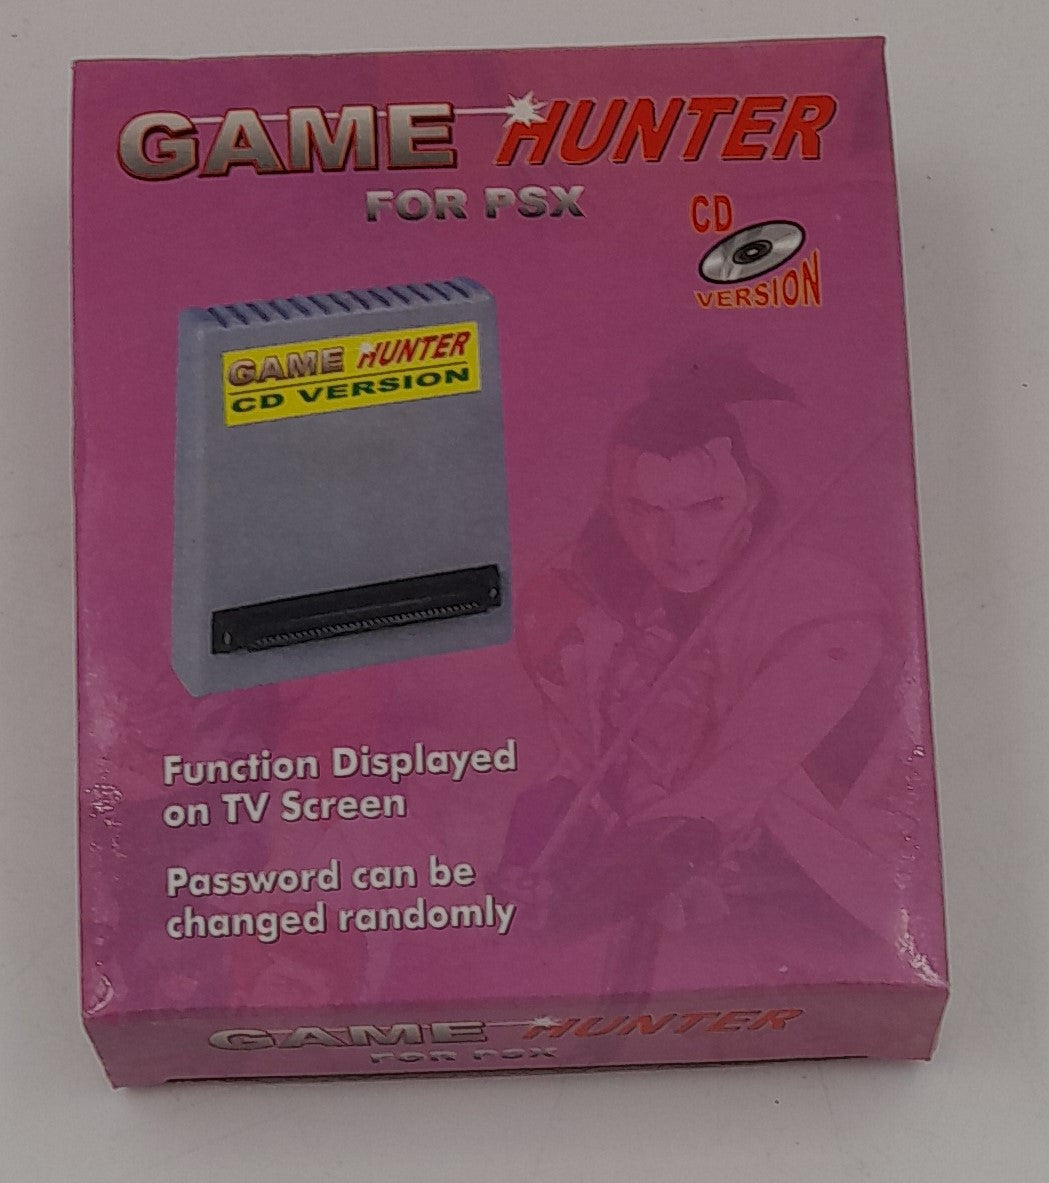 GAME HUNTER
FOR PSX
CD
VERSION
GAME HUNTER
CD VERSION
Function Displayed
on TV Screen
Password can be
changed randomly
GAME HUNTER
FOR PSX